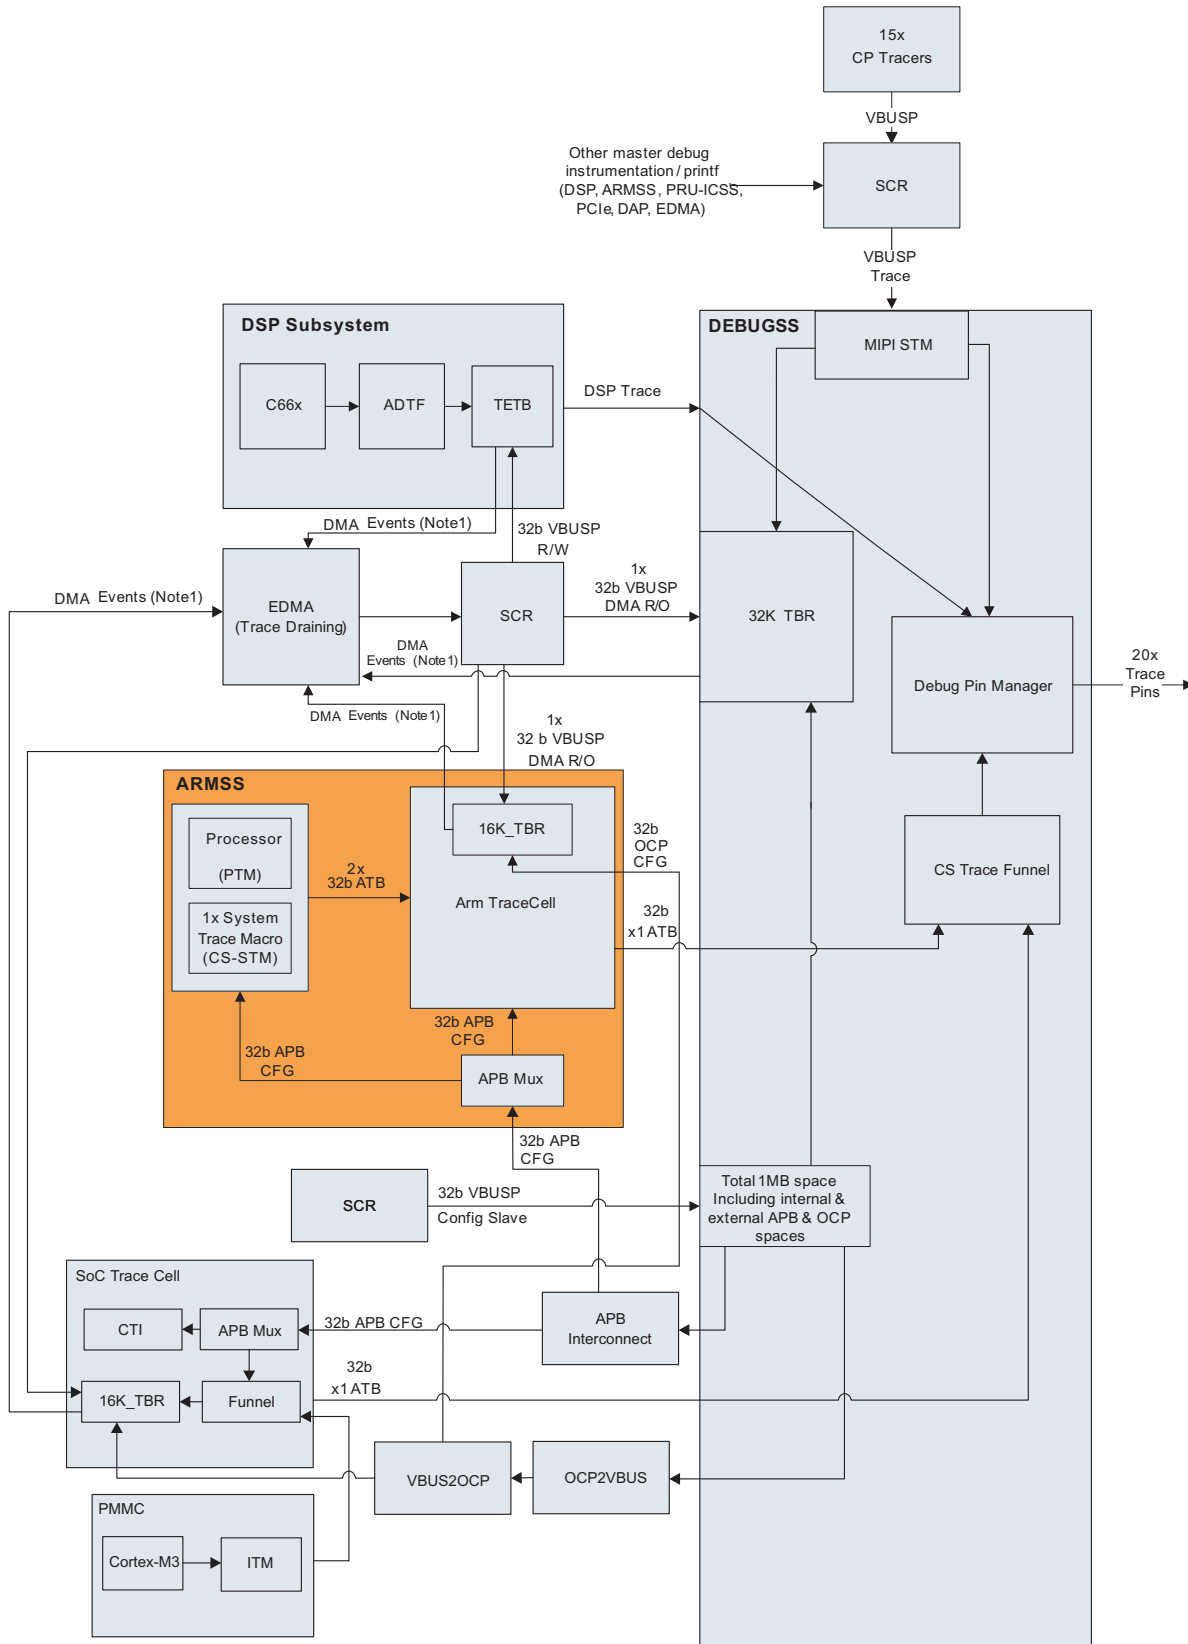 15x
CP Tracers
VBUSP
Other master debug
instrumentation / printf
(DSP, ARMSS, PRU-ICSS,
PCIe, DAP, EDMA)
SCR
VBUSP
Trace
DSP Subsystem
C66x
ADTF
TETB
DSP Trace
DEBUGSS
MIPI STM
DMA Events (Note1)
32b VBUSP
R/W
DMA Events (Note1)
EDMA
(Trace Draining)
SCR
1x
32b VBUSP
DMA R/O
32K TBR
DMA
Events (Note1)
DMA Events (Note1)
Debug Pin Manager
20x
Trace
Pins
1x
32 b VBUSP
DMA R/O
ARMSS
Processor
(PTM)
1x System
Trace Macro
(CS-STM)
2x
32b ATB
16K_TBR
Arm TraceCell
32b
OCP
CFG
32b
x1 ATB
CS Trace Funnel
32b APB
CFG
32b APB
CFG
APB Mux
32b APB
CFG
SCR
32b VBUSP
Config Slave
Total 1MB space
Including internal &
external APB & OCP
spaces
SoC Trace Cell
CTI
APB Mux
32b APB CFG
APB
Interconnect
16K_TBR
Funnel
32b
x1 ATB
VBUS2OCP
OCP2VBUS
PMMC
Cortex-M3
ITM